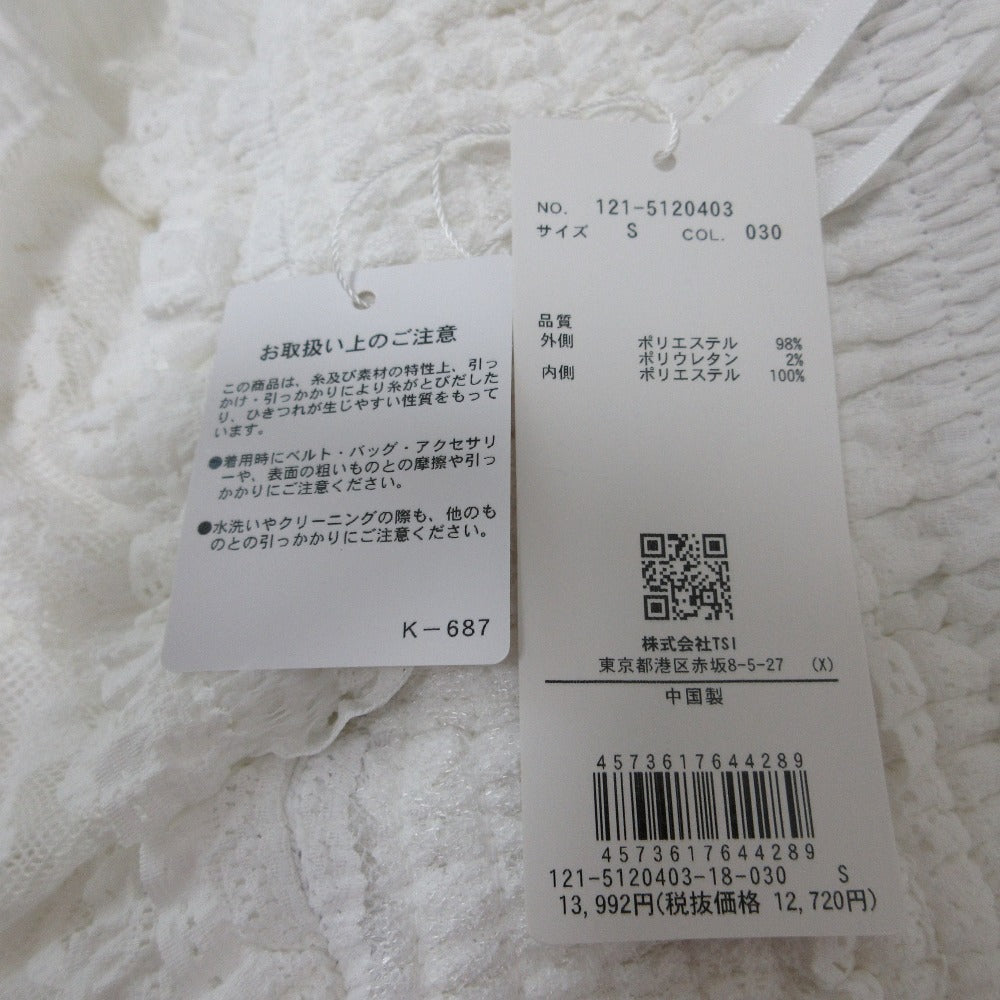 お取扱い上のご注意
この商品は、糸及び素材の特性上、引っ
かけ・引っかかりにより糸がとびだした
り、ひきつれが生じやすい性質をもって
います。
●着用時にベルト・バッグ・アクセサリ
ーや、表面の粗いものとの摩擦や引っ
かかりにご注意ください。
●水洗いやクリーニングの際も、他のも
のとの引っかかりにご注意ください。
K-687
NO. 121-5120403
サイズ S COL. 030
品質
外側 ポリエステル 98%
ポリウレタン 2%
内側 ポリエステル 100%
株式会社TSI
東京都港区赤坂8-5-27 (X)
中国製
4573617644289
4573617644289
121-5120403-18-030 S
13,992円(税抜価格 12,720円)